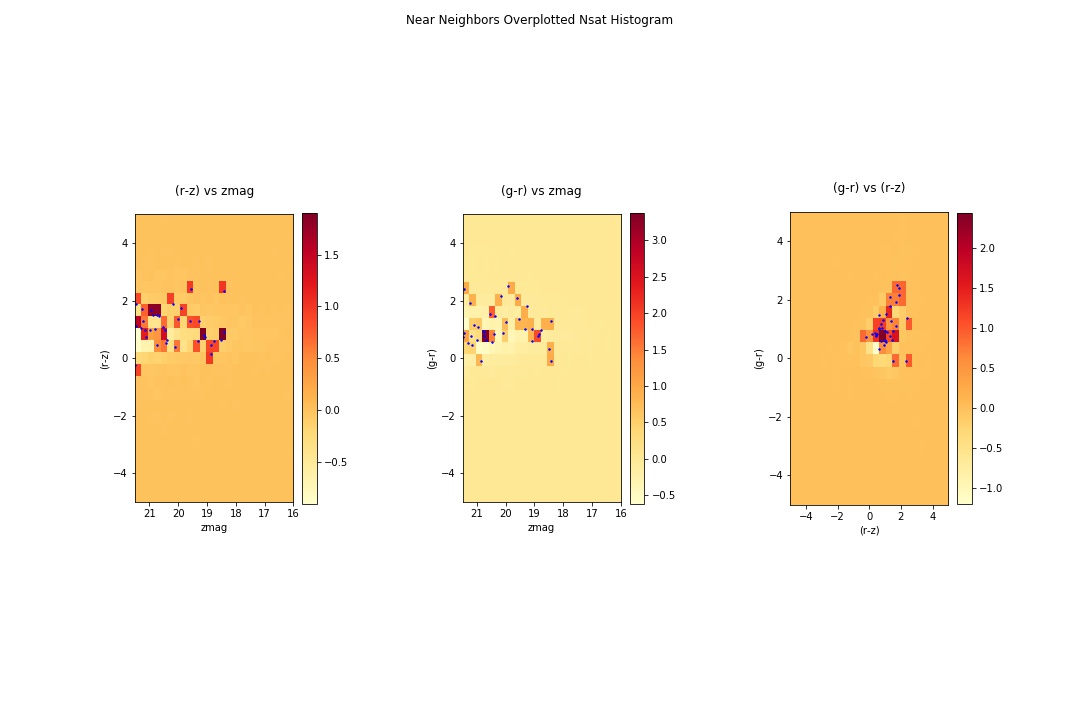 Near Neighbors Overplotted Nsat Histogram
(r-z) vs zmag
(r-z)
4
2
0
−2
−4
21 20 19 18 17 16
zmag
1.5
1.0
0.5
0.0
−0.5
(g-r) vs zmag
(g-r)
4
2
0
−2
−4
21 20 19 18 17 16
zmag
3.0
2.5
2.0
1.5
1.0
0.5
0.0
−0.5
(g-r) vs (r-z)
(g-r)
4
2
0
−2
−4
−4 −2 0 2 4
(r-z)
2.0
1.5
1.0
0.5
0.0
−0.5
−1.0